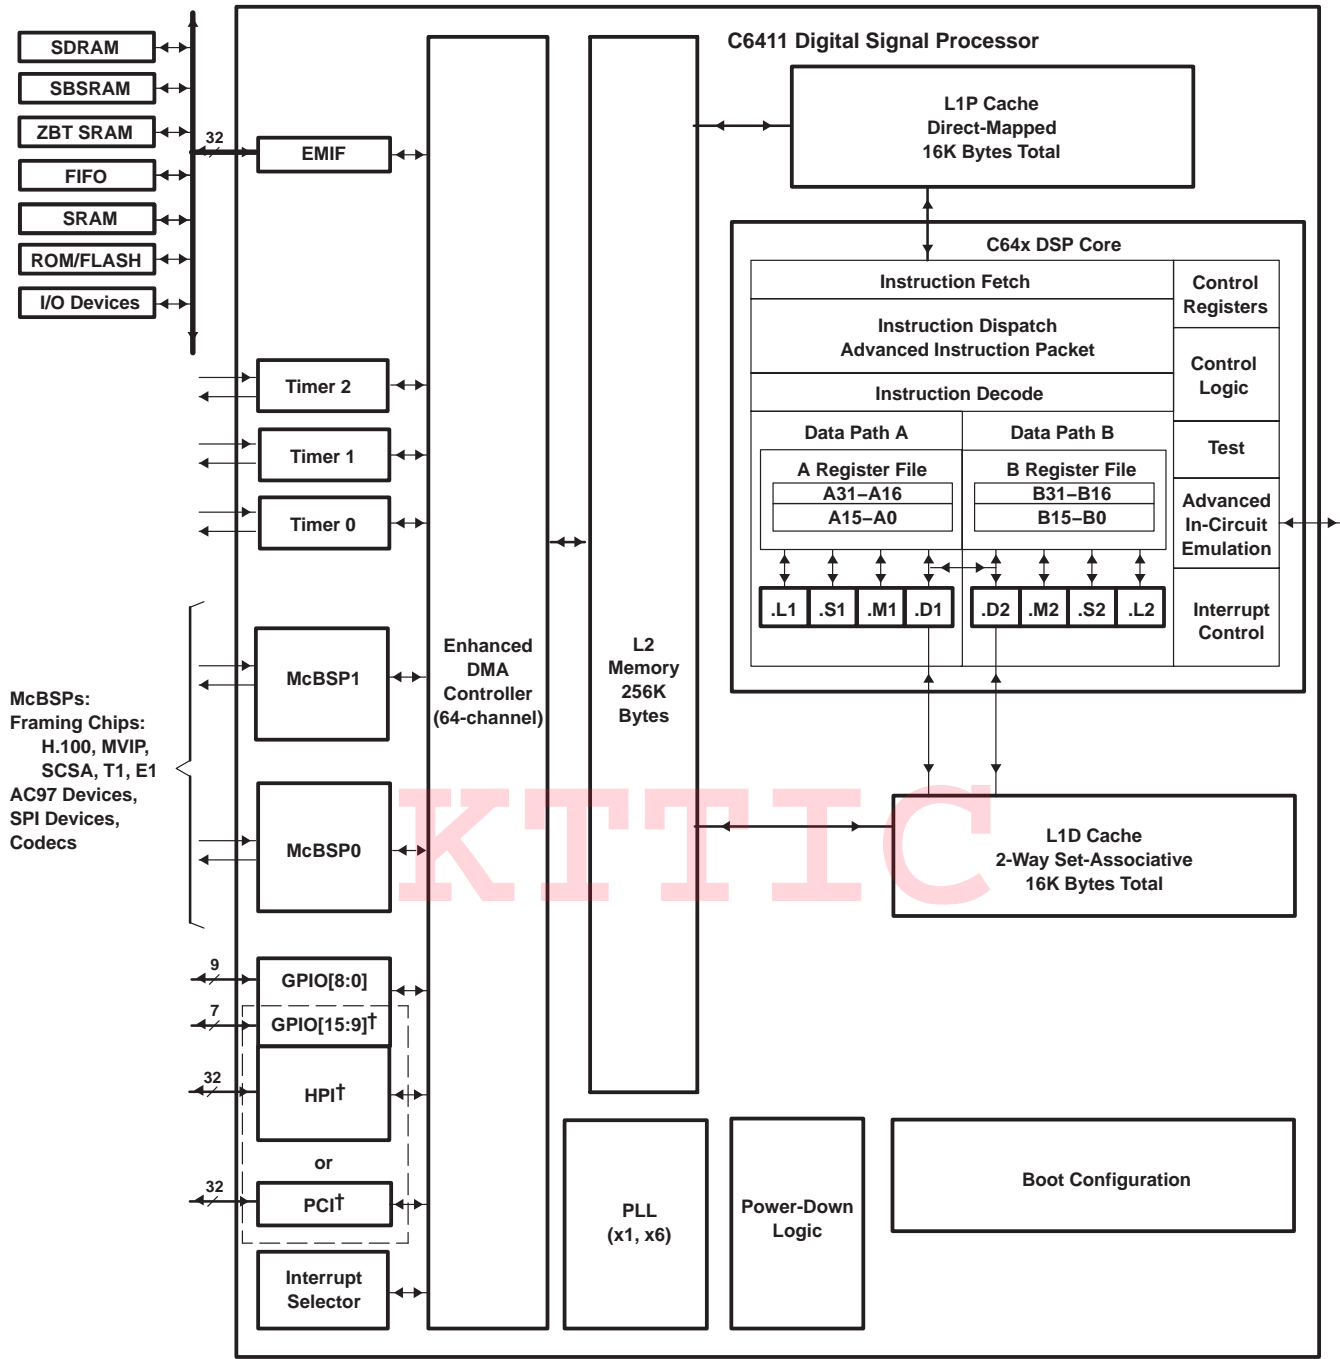 C6411 Digital Signal Processor
SDRAM
SBSRAM
ZBT SRAM
FIFO
SRAM
ROM/FLASH
I/O Devices
32
EMIF
Timer 2
Timer 1
Timer 0
McBSPs:
Framing Chips:
H.100, MVIP,
SCSA, T1, E1
AC97 Devices,
SPI Devices,
Codecs
McBSP1
McBSP0
9
GPIO[8:0]
7
GPIO[15:9]†
32
HPI†
or
32
PCI†
Interrupt
Selector
Enhanced
DMA
Controller
(64-channel)
L2
Memory
256K
Bytes
L1P Cache
Direct-Mapped
16K Bytes Total
C64x DSP Core
Instruction Fetch
Instruction Dispatch
Advanced Instruction Packet
Instruction Decode
Data Path A
A Register File
A31–A16
A15–A0
.L1
.S1
.M1
.D1
Data Path B
B Register File
B31–B16
B15–B0
.D2
.M2
.S2
.L2
Control
Registers
Control
Logic
Test
Advanced
In-Circuit
Emulation
Interrupt
Control
L1D Cache
2-Way Set-Associative
16K Bytes Total
KTTIC
PLL
(x1, x6)
Power-Down
Logic
Boot Configuration